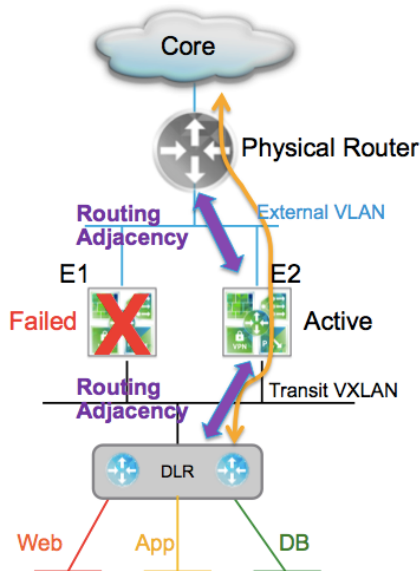 Core
Physical Router
Routing
Adjacency
External VLAN
E1
E2
Failed
X
Active
VPN
Routing
Adjacency
Transit VXLAN
DLR
Web
App
DB